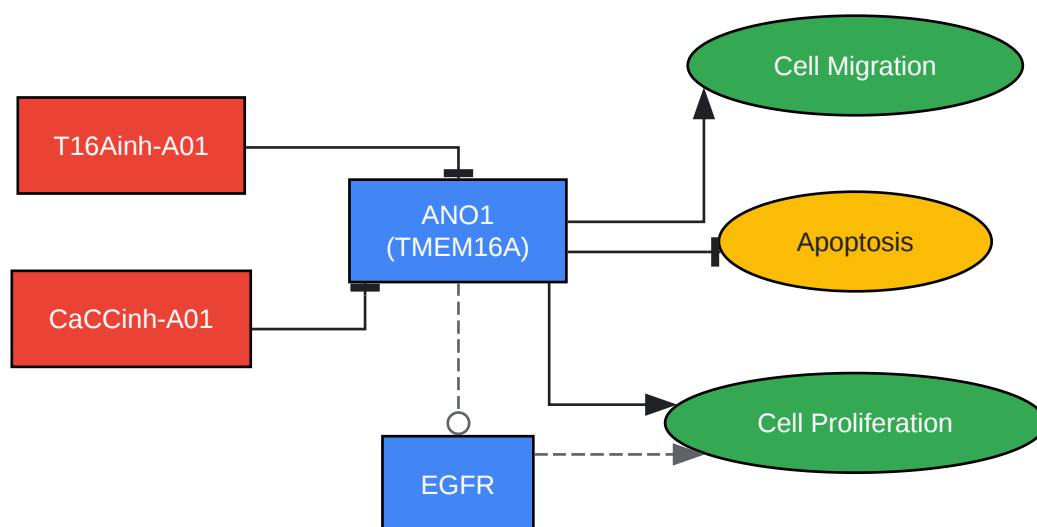 Cell Migration
T16Ainh-A01
ANO1
(TMEM16A)
Apoptosis
CaCCinh-A01
Cell Proliferation
EGFR